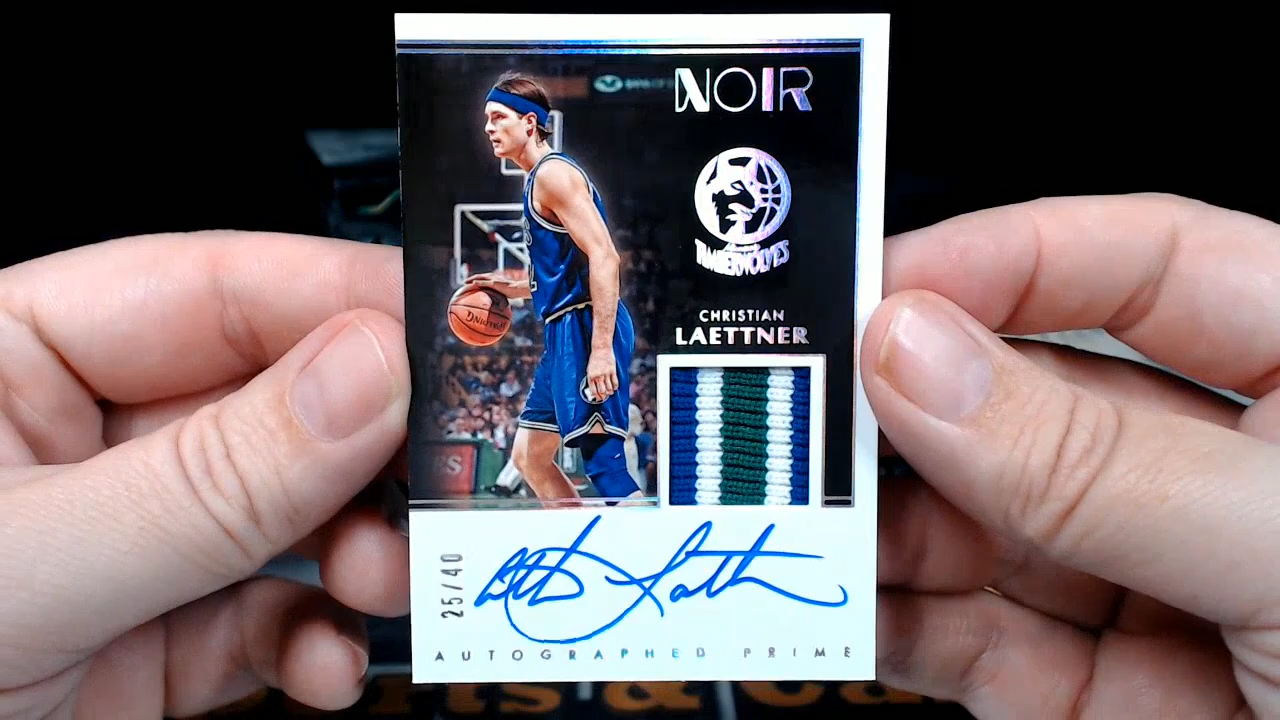 NOIR
TIMBERWOLVES
CHRISTIAN
LAETTNER
25/40
AUTOGRAPHED PRIME